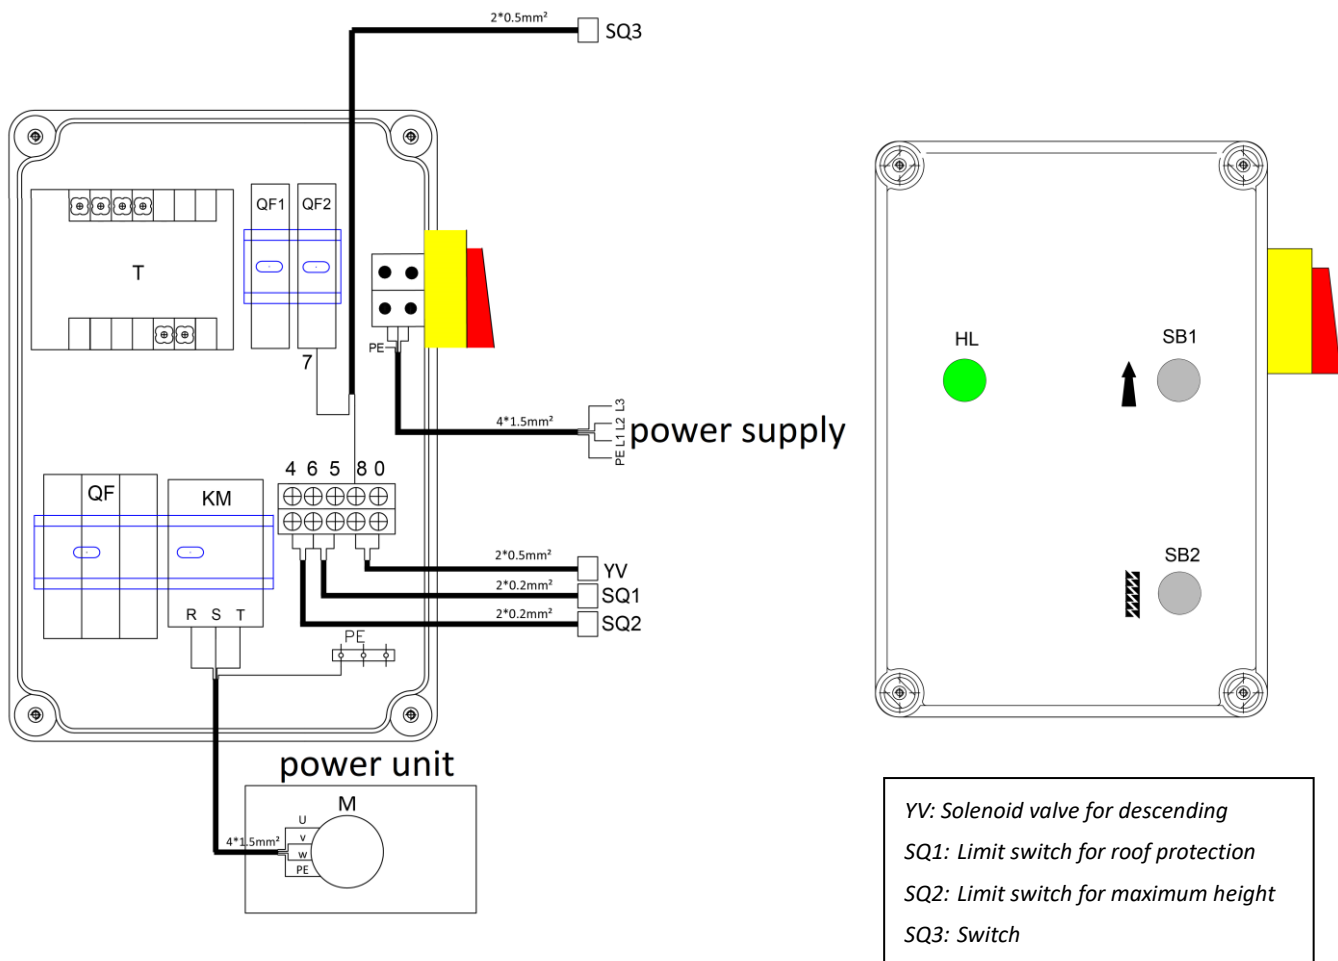 2*0.5mm²
SQ3
QF1
QF2
T
7
PE
HL
SB1
4*1.5mm²
L3
L2
L1
PE
power supply
4 6 5 8 0
QF
KM
2*0.5mm²
YV
2*0.2mm²
SQ1
2*0.2mm²
SQ2
SB2
R S T
PE
power unit
M
U
V
W
PE
4*1.5mm²
YV: Solenoid valve for descending
SQ1: Limit switch for roof protection
SQ2: Limit switch for maximum height
SQ3: Switch